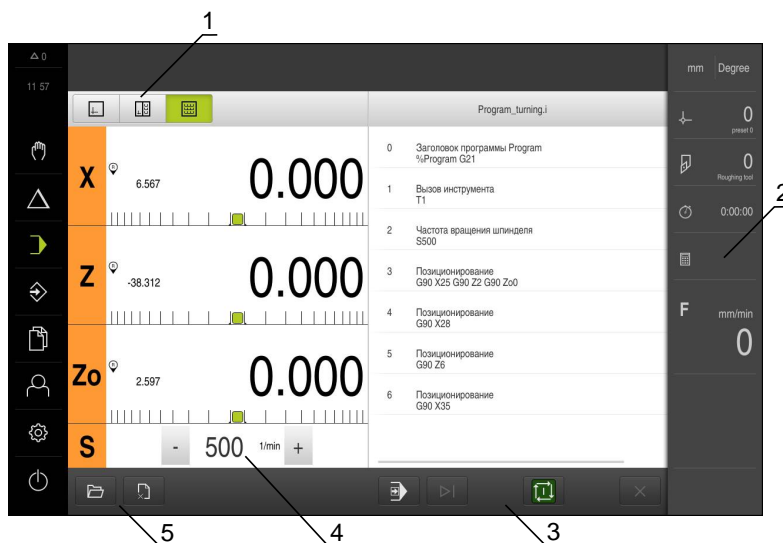 1
0
11 57
mm Degree
Program_turning.i
0
preset 0
0
Roughing tool
0:00:00
2
F mm/min
0
X R 6.567 0.000
Z R -38.312 0.000
Zo R 2.597 0.000
S - 500 1/min +
0 Заголовок программы Program
%Program G21
1 Вызов инструмента
T1
2 Частота вращения шпинделя
S500
3 Позиционирование
G90 X25 G90 Z2 G90 Zo0
4 Позиционирование
G90 X28
5 Позиционирование
G90 Z6
6 Позиционирование
G90 X35
5
4
3